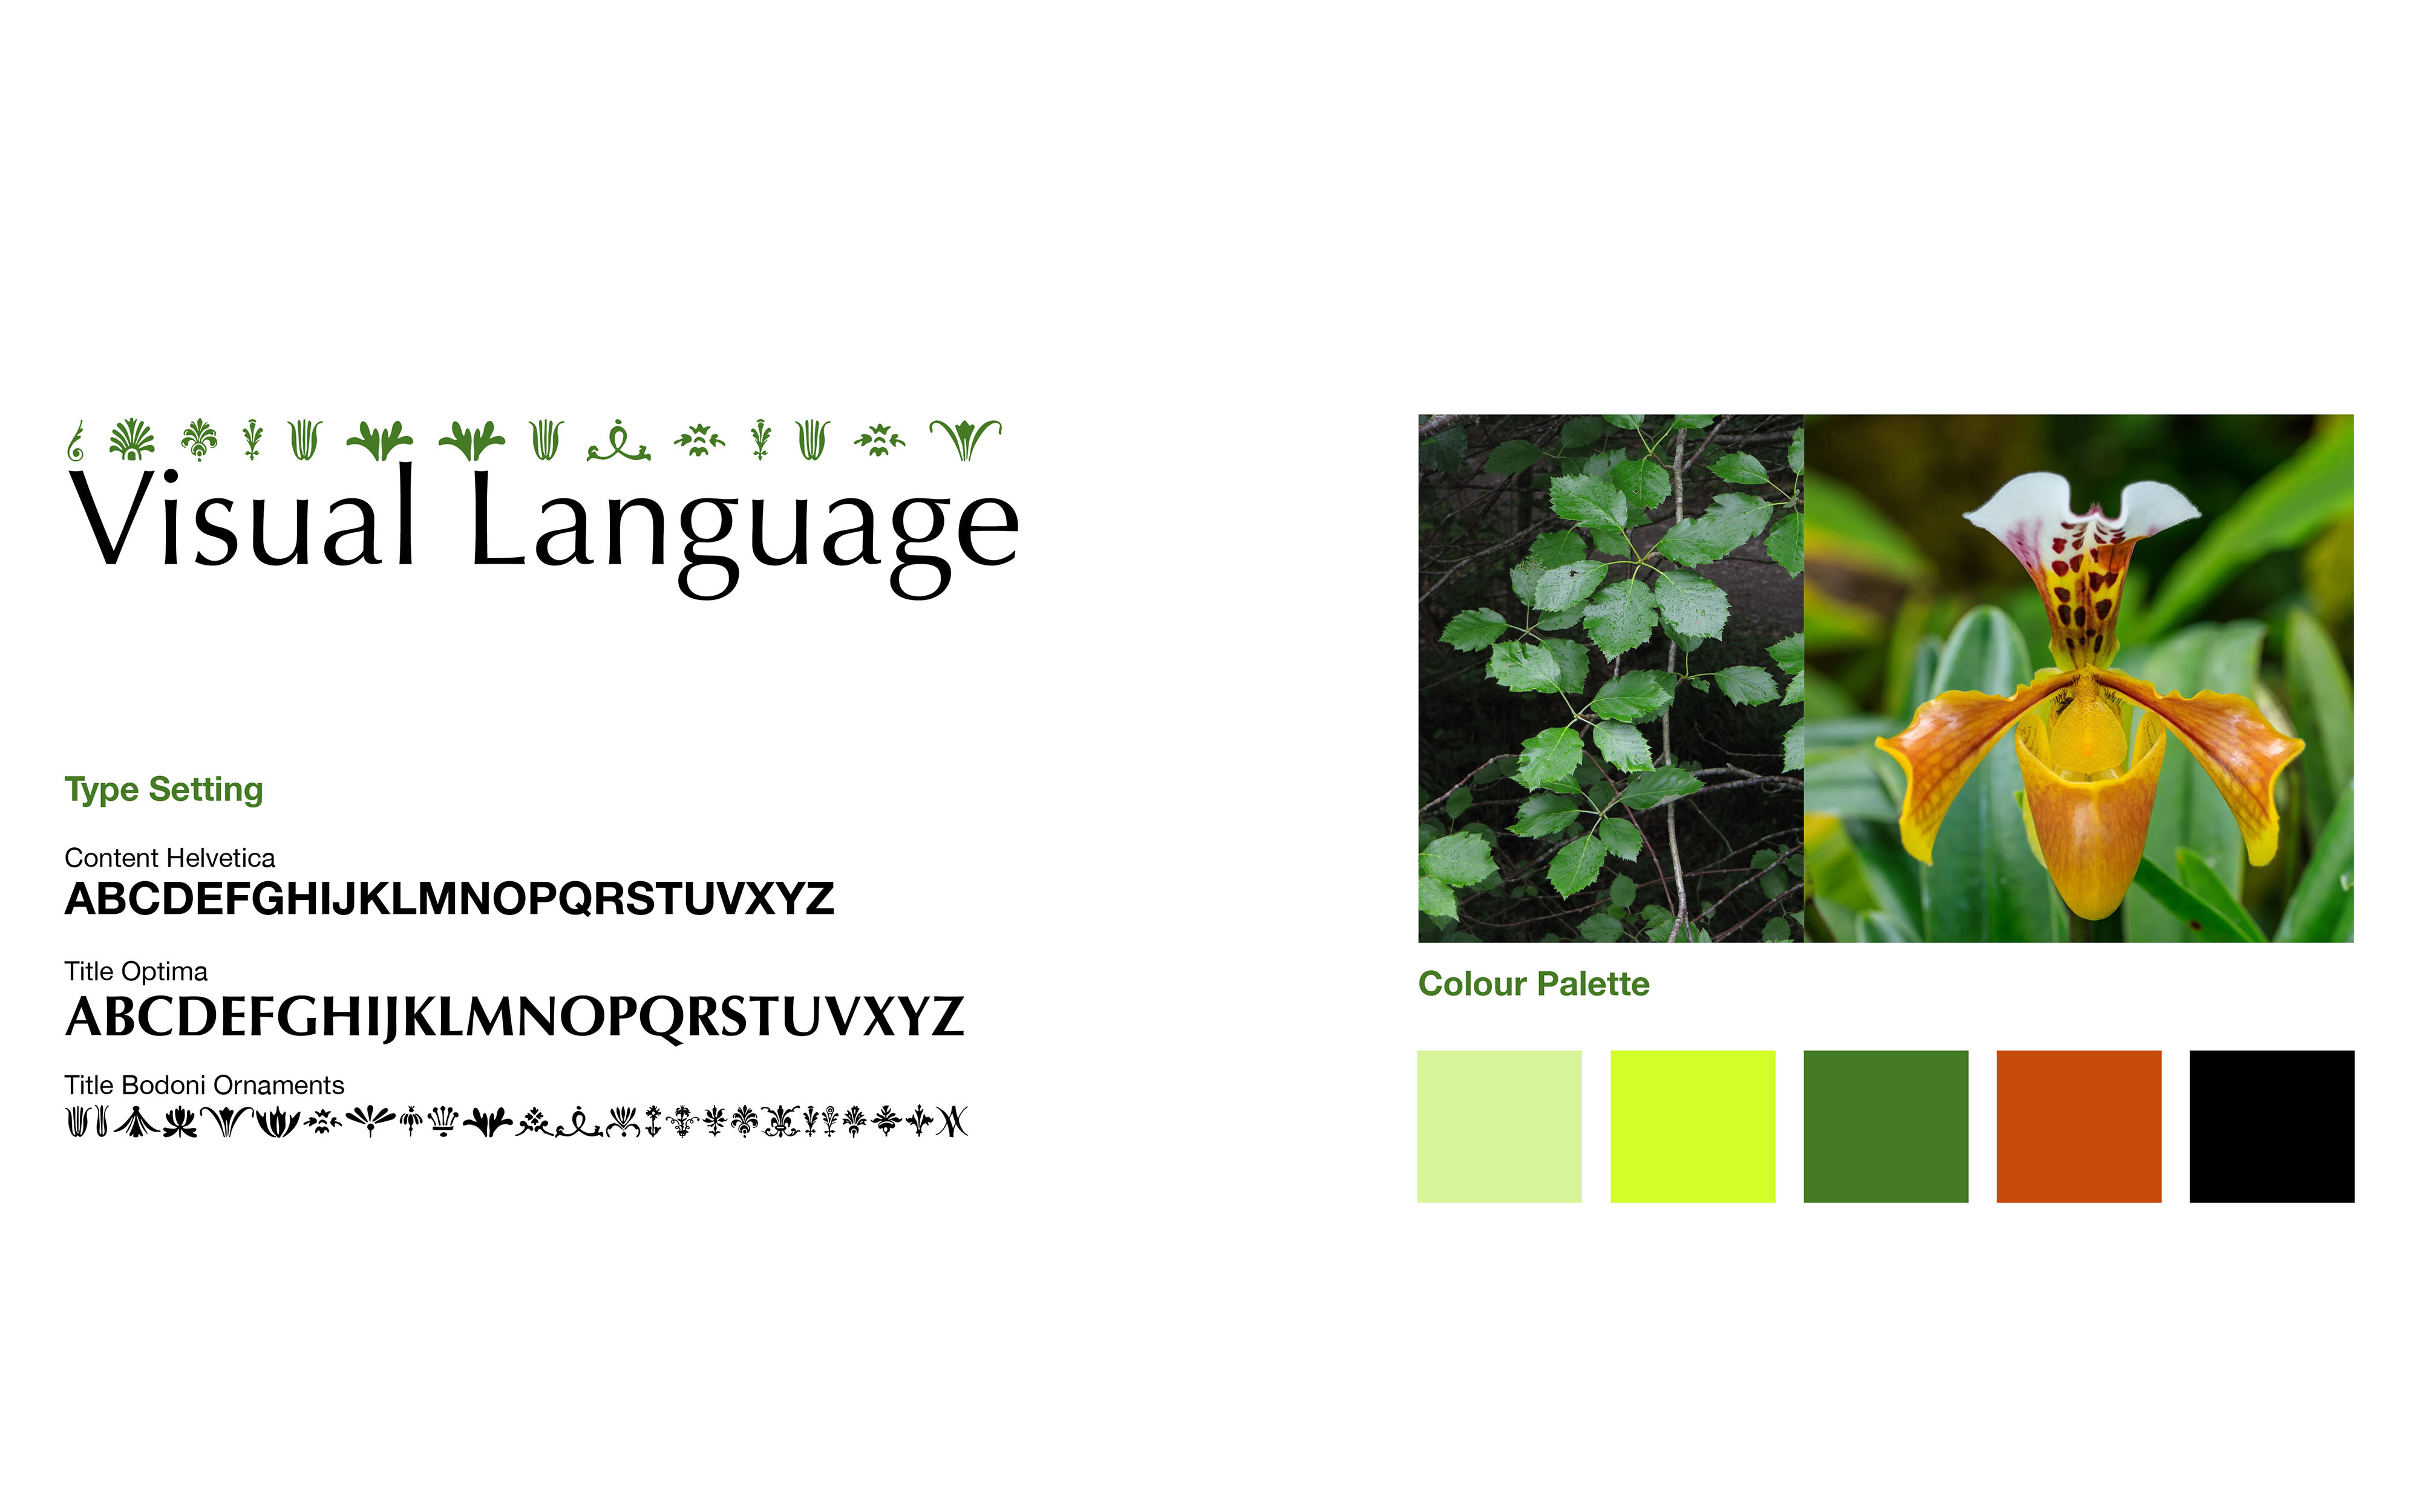 Visual Language
Type Setting
Content Helvetica
ABCDEFGHIJKLMNOPQRSTUVXYZ
Title Optima
ABCDEFGHIJKLMNOPQRSTUVXYZ
Title Bodoni Ornaments
Colour Palette